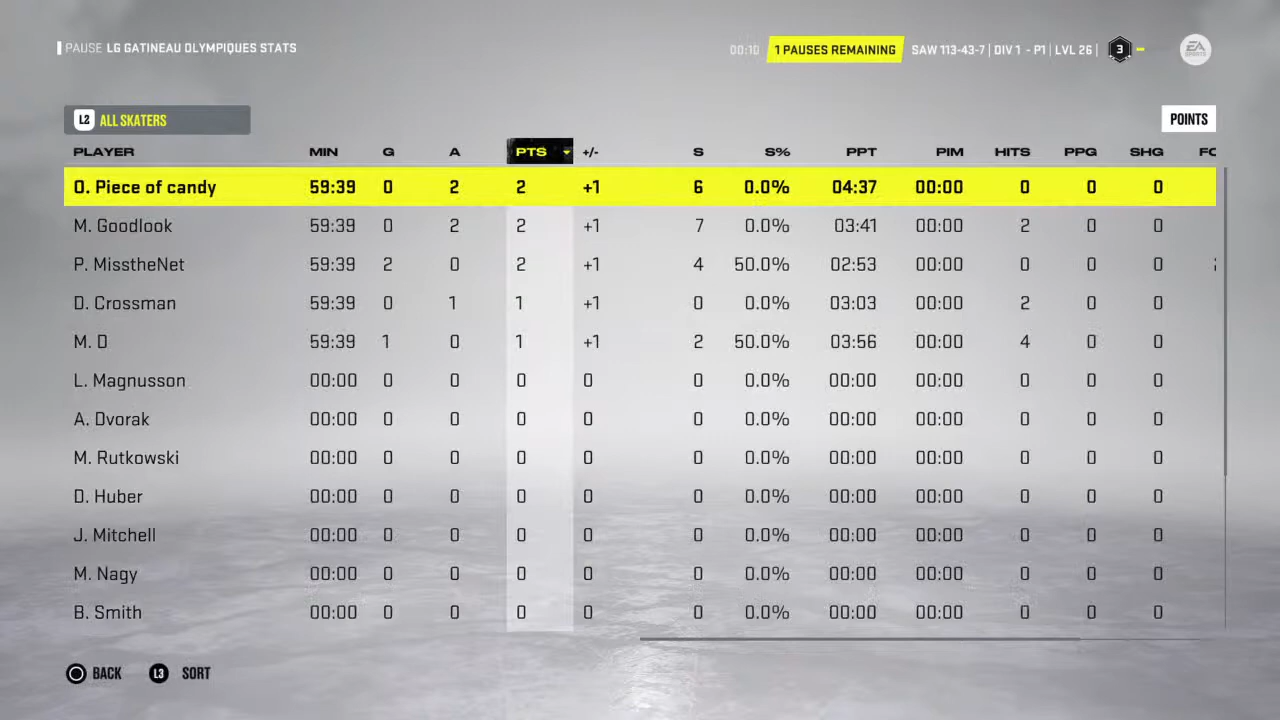 PAUSE LG GATINEAU OLYMPIQUES STATS
00:10 1 PAUSES REMAINING SAW 113-43-7 | DIV 1 - P1 | LVL 26 | 3 EA SPORTS
L2 ALL SKATERS
POINTS
PLAYER MIN G A PTS +/- S S% PPT PIM HITS PPG SHG
O. Piece of candy 59:39 0 2 2 +1 6 0.0% 04:37 00:00 0 0 0
M. Goodlook 59:39 0 2 2 +1 7 0.0% 03:41 00:00 2 0 0
P. MisstheNet 59:39 2 0 2 +1 4 50.0% 02:53 00:00 0 0 0
D. Crossman 59:39 0 1 1 +1 0 0.0% 03:03 00:00 2 0 0
M. D 59:39 1 0 1 +1 2 50.0% 03:56 00:00 4 0 0
L. Magnusson 00:00 0 0 0 0 0 0.0% 00:00 00:00 0 0 0
A. Dvorak 00:00 0 0 0 0 0 0.0% 00:00 00:00 0 0 0
M. Rutkowski 00:00 0 0 0 0 0 0.0% 00:00 00:00 0 0 0
D. Huber 00:00 0 0 0 0 0 0.0% 00:00 00:00 0 0 0
J. Mitchell 00:00 0 0 0 0 0 0.0% 00:00 00:00 0 0 0
M. Nagy 00:00 0 0 0 0 0 0.0% 00:00 00:00 0 0 0
B. Smith 00:00 0 0 0 0 0 0.0% 00:00 00:00 0 0 0
BACK L3 SORT